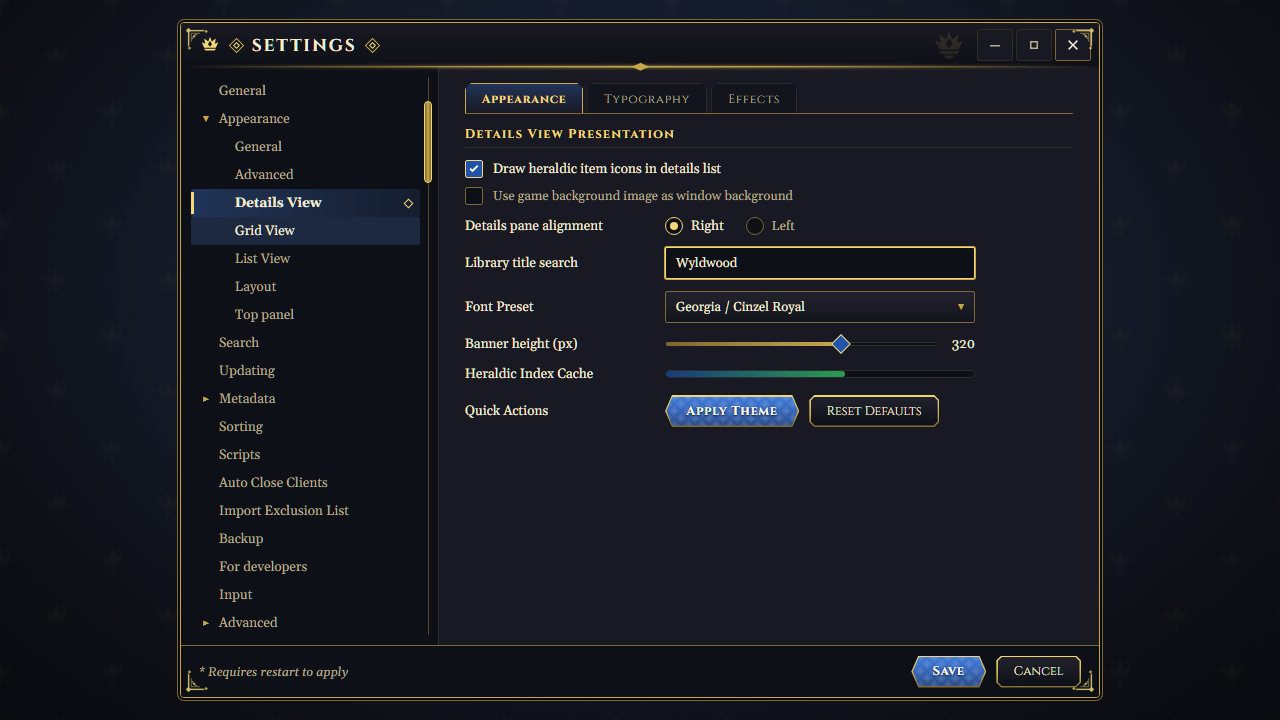 SETTINGS
General
Appearance
General
Advanced
Details View
Grid View
List View
Layout
Top panel
Search
Updating
Metadata
Sorting
Scripts
Auto Close Clients
Import Exclusion List
Backup
For developers
Input
Advanced
Appearance Typography Effects
Details View Presentation
Draw heraldic item icons in details list
Use game background image as window background
Details pane alignment Right Left
Library title search Wyldwood
Font Preset Georgia / Cinzel Royal
Banner height (px) 320
Heraldic Index Cache
Quick Actions Apply Theme Reset Defaults
* Requires restart to apply Save Cancel